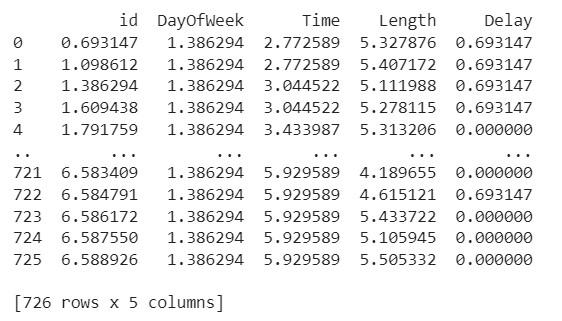 id DayOfWeek Time Length Delay
0 0.693147 1.386294 2.772589 5.327876 0.693147
1 1.098612 1.386294 2.772589 5.407172 0.693147
2 1.386294 1.386294 3.044522 5.111988 0.693147
3 1.609438 1.386294 3.044522 5.278115 0.693147
4 1.791759 1.386294 3.433987 5.313206 0.000000
.. ... ... ... ... ...
721 6.583409 1.386294 5.929589 4.189655 0.000000
722 6.584791 1.386294 5.929589 4.615121 0.693147
723 6.586172 1.386294 5.929589 5.433722 0.000000
724 6.587550 1.386294 5.929589 5.105945 0.000000
725 6.588926 1.386294 5.929589 5.505332 0.000000
[726 rows x 5 columns]